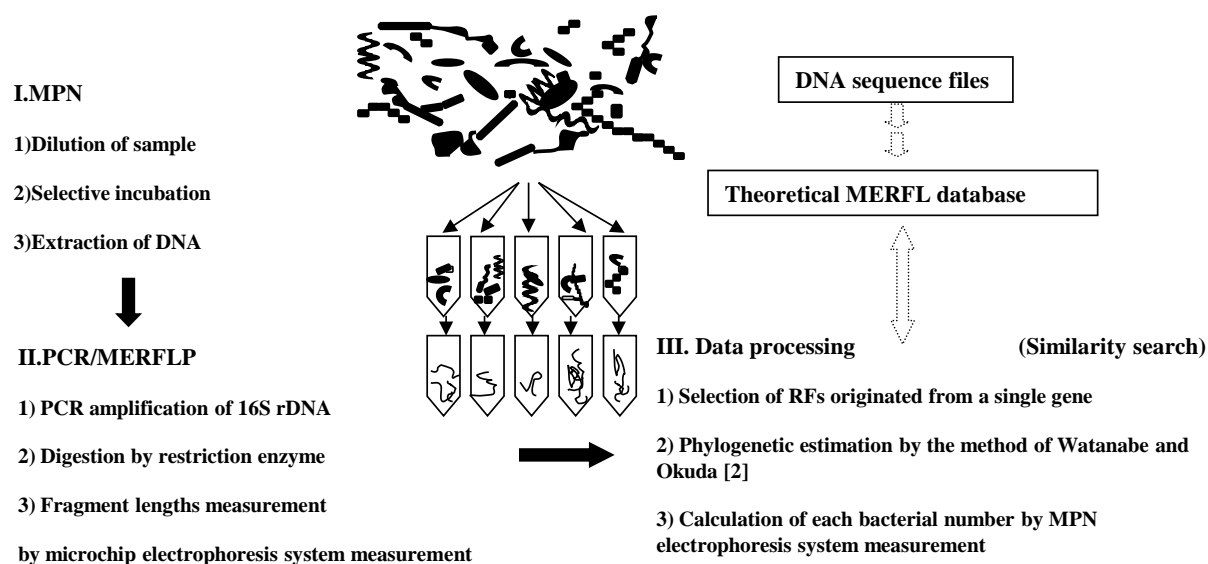 I.MPN
1)Dilution of sample
2)Selective incubation
3)Extraction of DNA
II.PCR/MERFLP
1) PCR amplification of 16S rDNA
2) Digestion by restriction enzyme
3) Fragment lengths measurement
by microchip electrophoresis system measurement
DNA sequence files
Theoretical MERFL database
III. Data processing (Similarity search)
1) Selection of RFs originated from a single gene
2) Phylogenetic estimation by the method of Watanabe and
Okuda [2]
3) Calculation of each bacterial number by MPN
electrophoresis system measurement